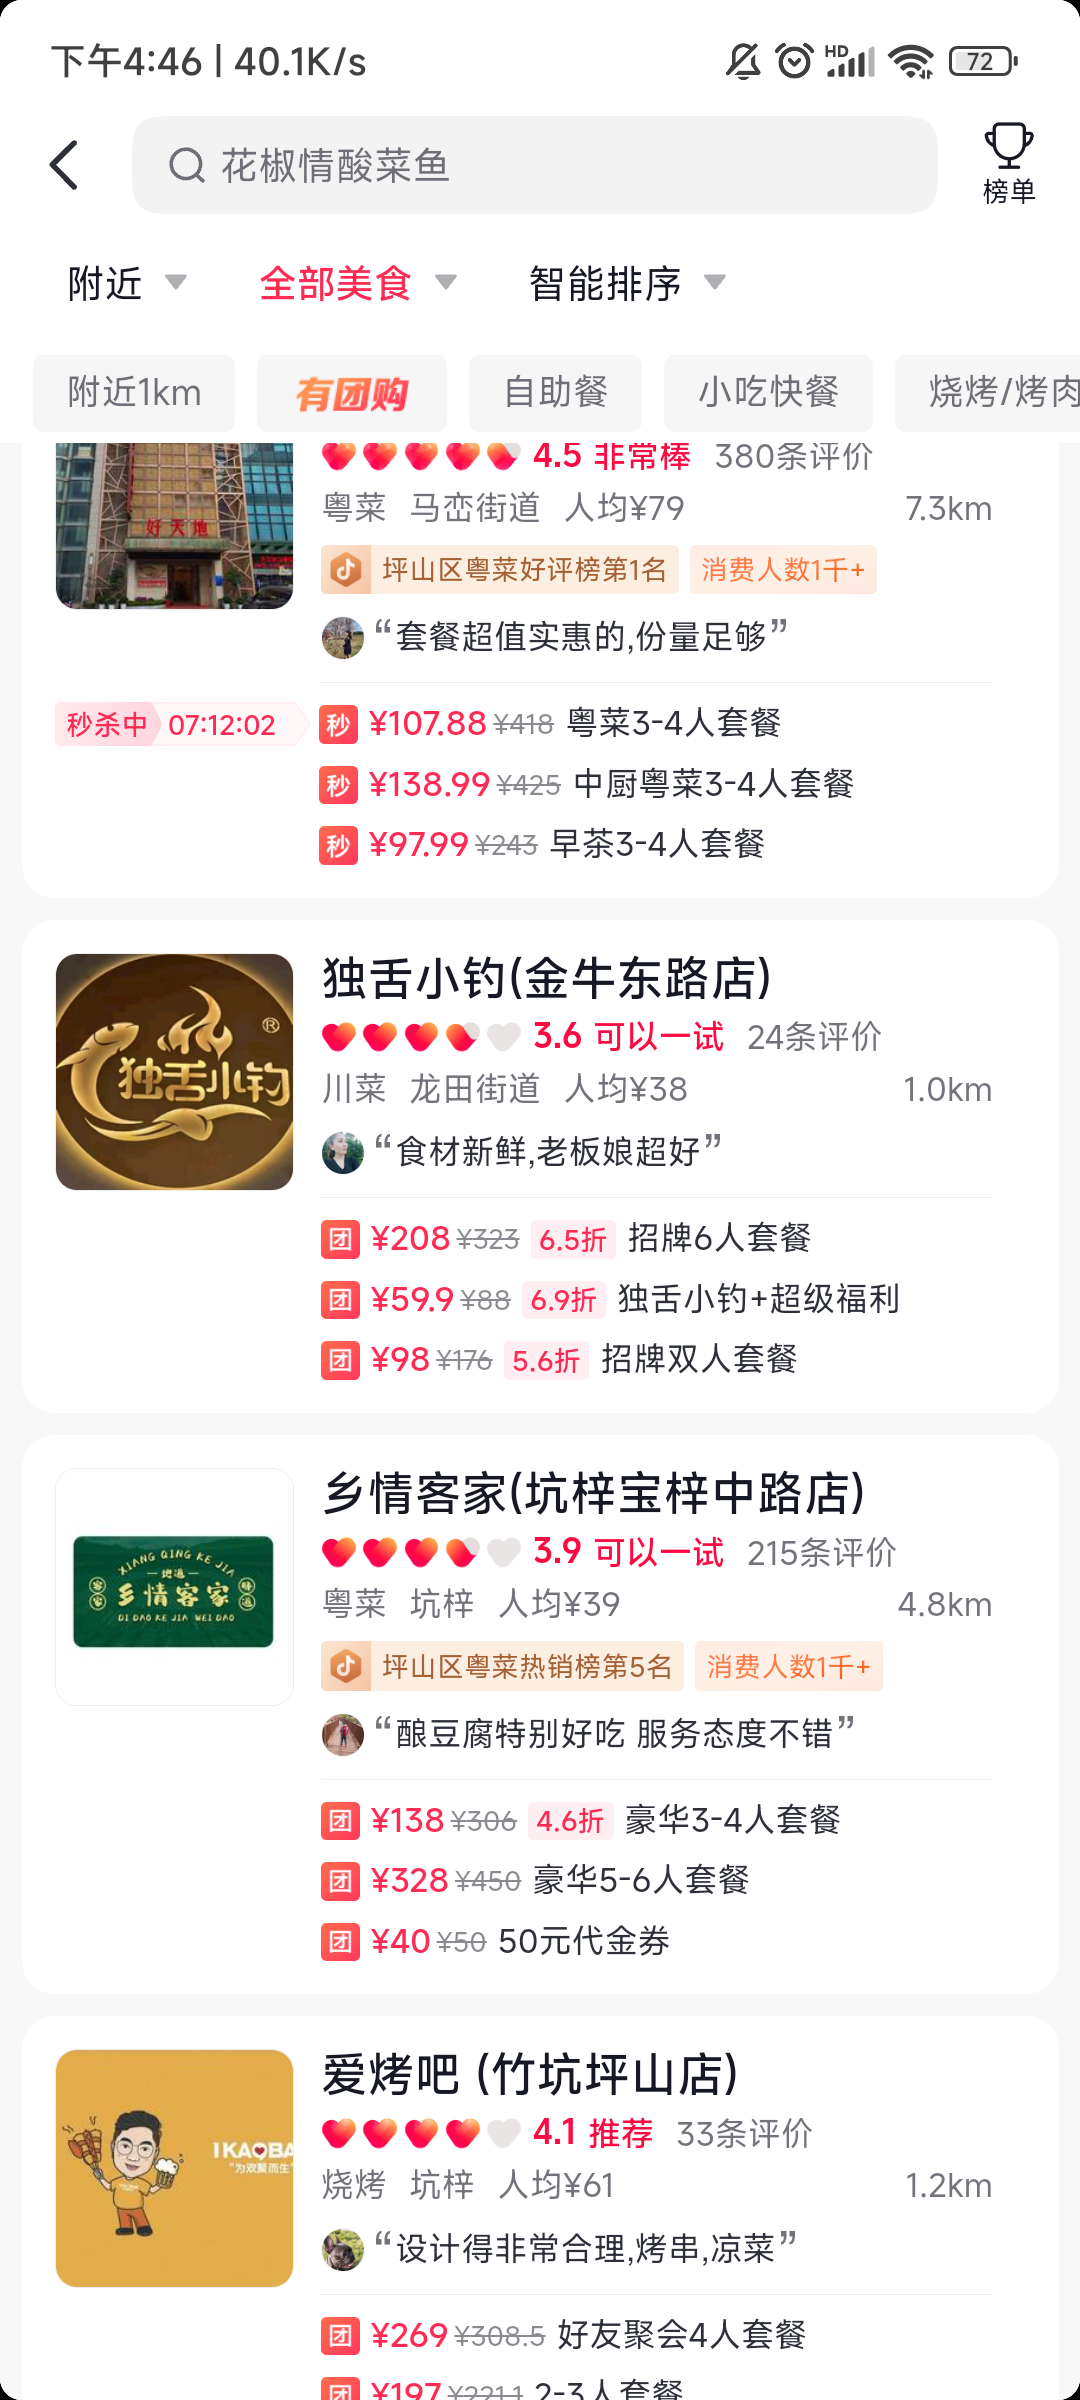 下午4:46 | 40.1K/s
HD
72
花椒情酸菜鱼
榜单
附近 全部美食 智能排序
附近1km 有团购 自助餐 小吃快餐 烧烤/烤肉
好天地
4.5 非常棒 380条评价
粤菜 马峦街道 人均¥79 7.3km
坪山区粤菜好评榜第1名 消费人数1千+
“套餐超值实惠的,份量足够”
秒杀中 07:12:02
秒 ¥107.88 ¥418 粤菜3-4人套餐
秒 ¥138.99 ¥425 中厨粤菜3-4人套餐
秒 ¥97.99 ¥243 早茶3-4人套餐
独舌小钓®
独舌小钓(金牛东路店)
3.6 可以一试 24条评价
川菜 龙田街道 人均¥38 1.0km
“食材新鲜,老板娘超好”
团 ¥208 ¥323 6.5折 招牌6人套餐
团 ¥59.9 ¥88 6.9折 独舌小钓+超级福利
团 ¥98 ¥176 5.6折 招牌双人套餐
XIANG QING KE JIA
乡情客家
DI DAO KE JIA WEI DAO
乡情客家(坑梓宝梓中路店)
3.9 可以一试 215条评价
粤菜 坑梓 人均¥39 4.8km
坪山区粤菜热销榜第5名 消费人数1千+
“酿豆腐特别好吃 服务态度不错”
团 ¥138 ¥306 4.6折 豪华3-4人套餐
团 ¥328 ¥450 豪华5-6人套餐
团 ¥40 ¥50 50元代金券
IKAOBA
“为欢聚而生”
爱烤吧 (竹坑坪山店)
4.1 推荐 33条评价
烧烤 坑梓 人均¥61 1.2km
“设计得非常合理,烤串,凉菜”
团 ¥269 ¥308.5 好友聚会4人套餐
团 ¥197 ¥221.1 2-3人套餐